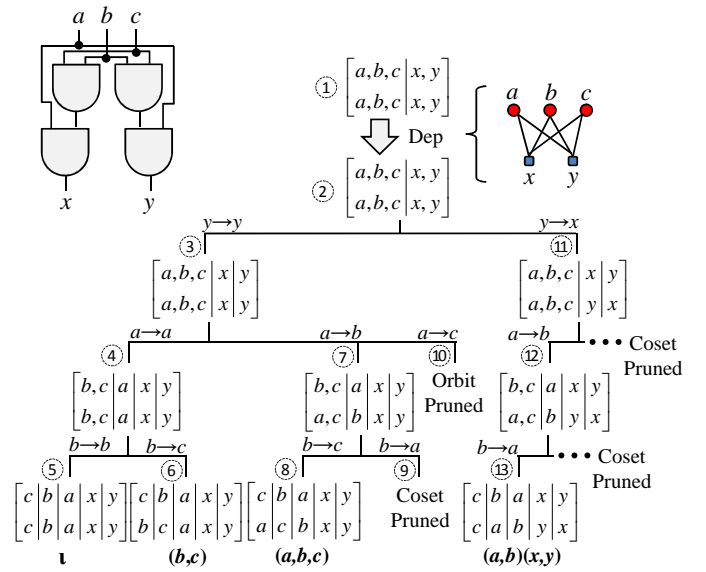 a b c
x y
① [a,b,c | x, y]
[a,b,c | x, y]
Dep
② [a,b,c | x, y]
[a,b,c | x, y]
a b c
x y
y→y y→x
③ ⑪
[a,b,c | x | y] [a,b,c | x | y]
[a,b,c | x | y] [a,b,c | y | x]
a→a a→b a→c a→b ••• Coset
Pruned
④ ⑦ ⑩ ⑫
[b,c | a | x | y] [b,c | a | x | y] Orbit [b,c | a | x | y]
[b,c | a | x | y] [a,c | b | x | y] Pruned [a,c | b | y | x]
b→b b→c b→c b→a b→a ••• Coset
Pruned
⑤ ⑥ ⑧ ⑨ ⑬
[c | b | a | x | y] [c | b | a | x | y] [c | b | a | x | y] Coset [c | b | a | x | y]
[c | b | a | x | y] [b | c | a | x | y] [a | c | b | x | y] Pruned [c | a | b | y | x]
ι (b,c) (a,b,c) (a,b)(x,y)